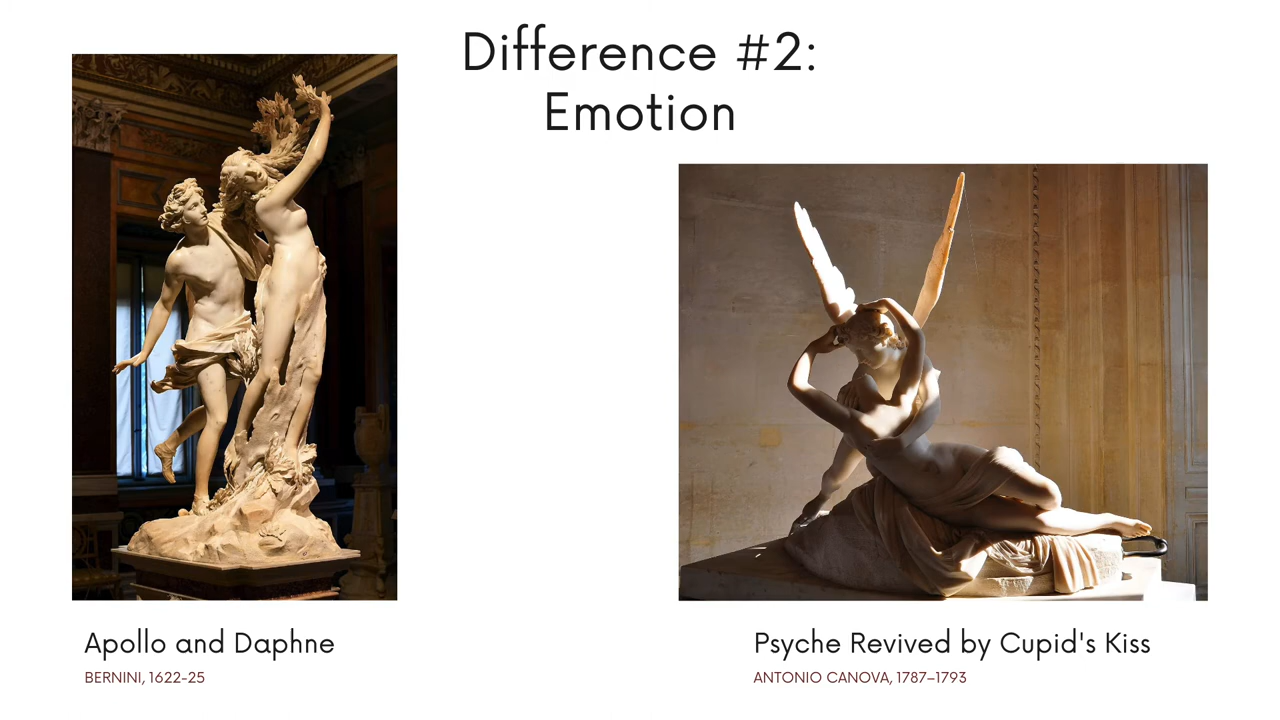 Difference #2:
Emotion
Apollo and Daphne
BERNINI, 1622-25
Psyche Revived by Cupid's Kiss
ANTONIO CANOVA, 1787–1793